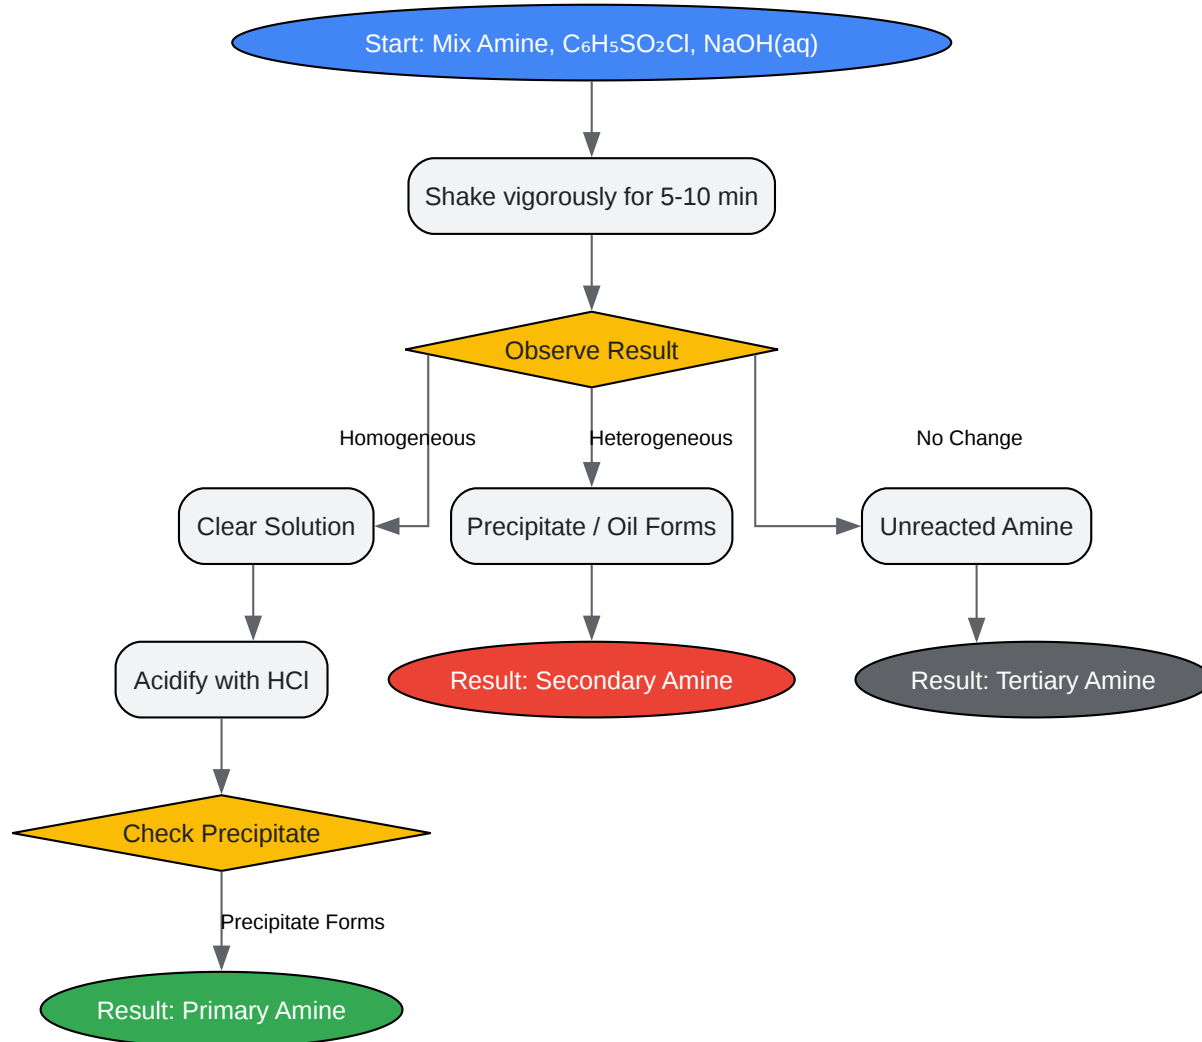 Start: Mix Amine, C₆H₅SO₂Cl, NaOH(aq)
Shake vigorously for 5-10 min
Observe Result
Homogeneous
Heterogeneous
No Change
Clear Solution
Precipitate / Oil Forms
Unreacted Amine
Acidify with HCl
Result: Secondary Amine
Result: Tertiary Amine
Check Precipitate
Precipitate Forms
Result: Primary Amine